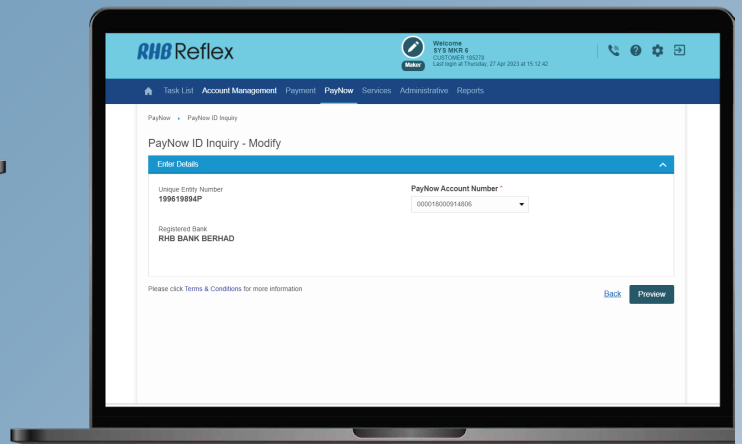 RHB Reflex
Welcome
SYS MKR 6
CUSTOMER 185278
Last login at Thursday, 27 Apr 2023 at 15:12:42
Maker
Task List Account Management Payment PayNow Services Administrative Reports
PayNow PayNow ID Inquiry
PayNow ID Inquiry - Modify
Enter Details
Unique Entity Number
199619894P
PayNow Account Number *
000018000914806
Registered Bank
RHB BANK BERHAD
Please click Terms & Conditions for more information
Back Preview